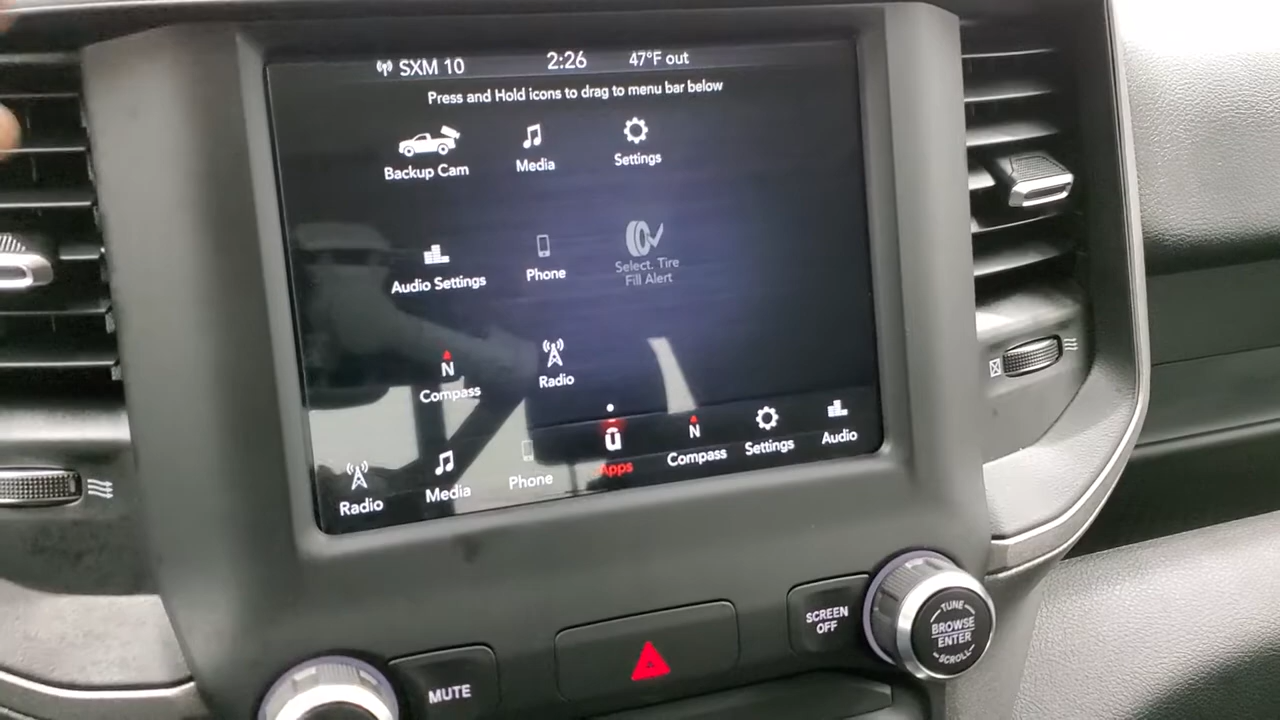 SXM 10 2:26 47°F out
Press and Hold icons to drag to menu bar below
Backup Cam Media Settings
Audio Settings Phone Select. Tire
Fill Alert
N
Compass Radio
ū N
Radio Media Phone Apps Compass Settings Audio
MUTE
SCREEN
OFF
TUNE
BROWSE
ENTER
SCROLL